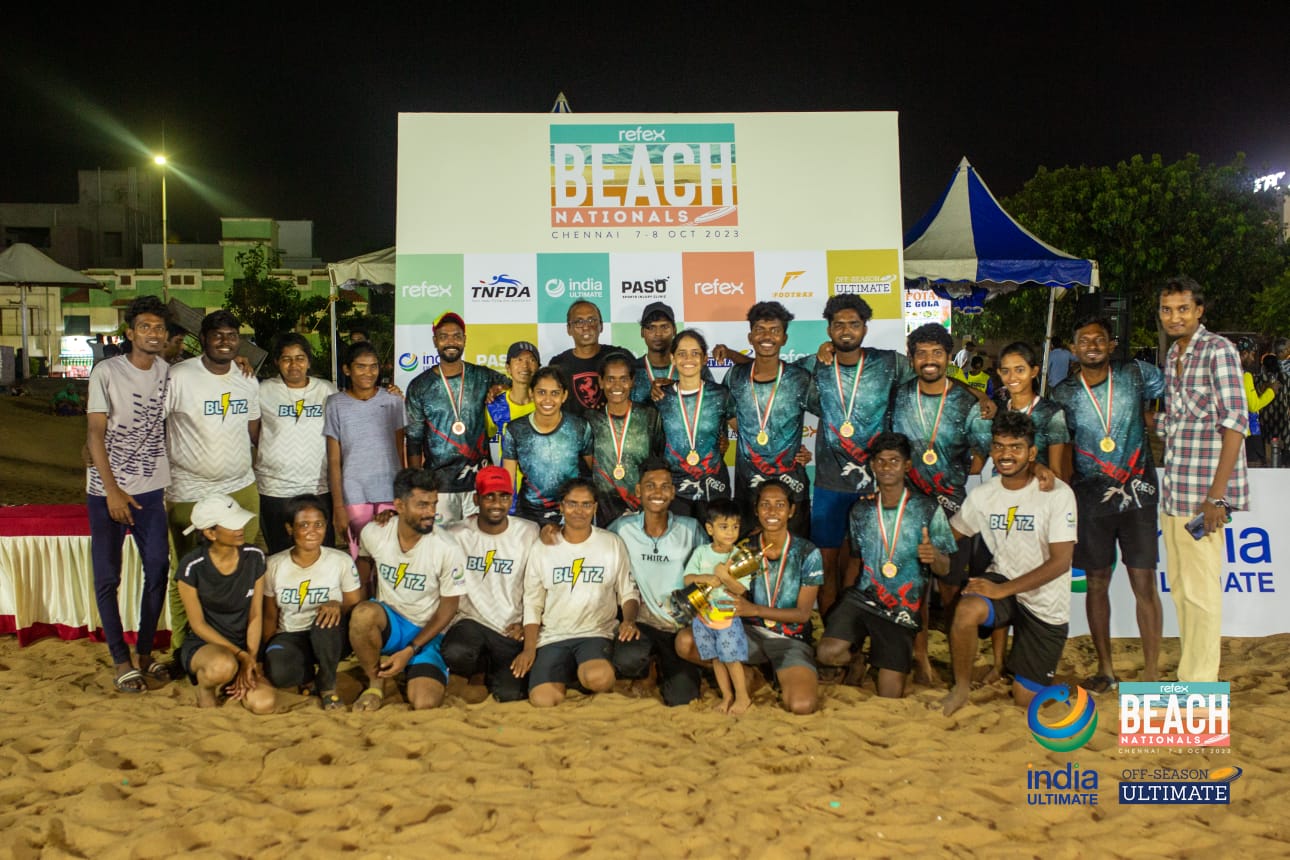 refex
BEACH
NATIONALS
CHENNAI 7-8 OCT 2023
refex
TNFDA
india
ULTIMATE
PASO
SPORTS INJURY CLINIC
refex
FOOTRAX
OFF-SEASON
ULTIMATE
india
BLITZ
BLITZ
BLITZ
BLITZ
BLITZ
BLITZ
THIRA
BLITZ
india
ULTIMATE
refex
BEACH
NATIONALS
CHENNAI 7-8 OCT 2023
india
ULTIMATE
OFF-SEASON
ULTIMATE